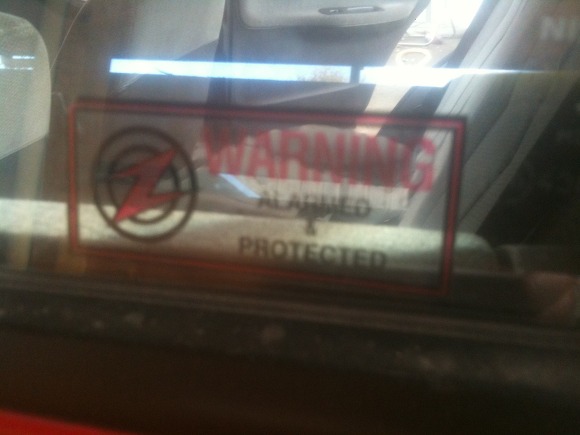 WARNING
ALARMED
&
PROTECTED